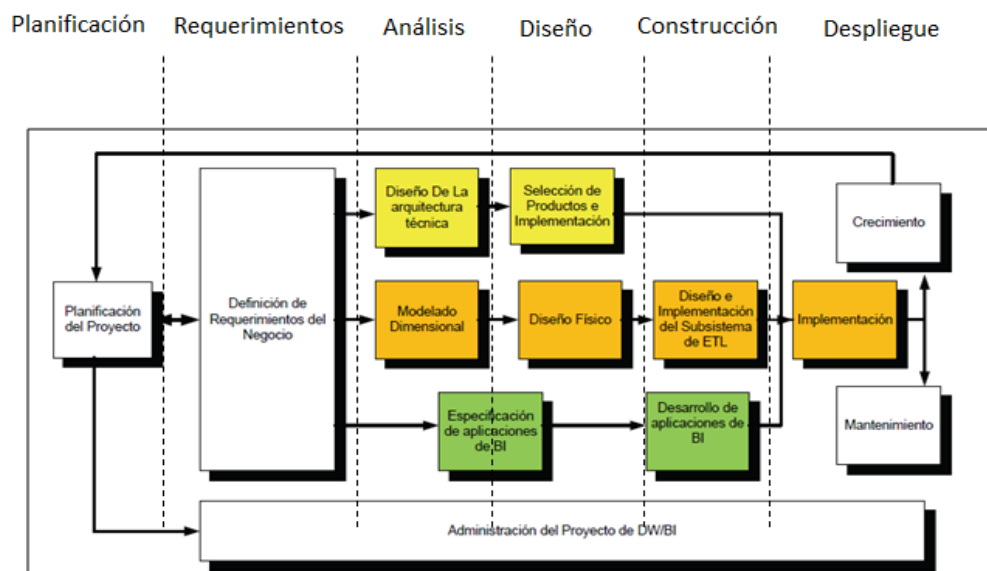 Planificación
Requerimientos
Análisis
Diseño
Construcción
Despliegue
Diseño De La
arquitectura
técnica
Selección de
Productos e
Implementación
Crecimiento
Planificación
del Proyecto
Definición de
Requerimientos del
Negocio
Modelado
Dimensional
Diseño Físico
Diseño e
Implementación
del Subsistema
de ETL
Implementación
Especificación
de aplicaciones
de BI
Desarrollo de
aplicaciones de
BI
Mantenimiento
Administración del Proyecto de DW/BI